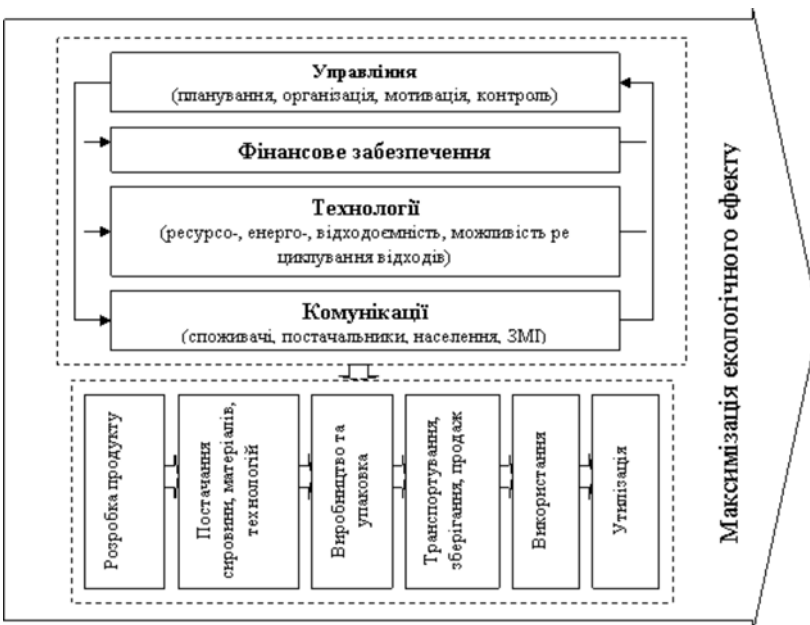 Управління
(планування, організація, мотивація, контроль)
Фінансове забезпечення
Технології
(ресурсо-, енерго-, відходоємність, можливість ре
циклування відходів)
Комунікації
(споживачі, постачальники, населення, ЗМІ)
Розробка продукту
Постачання
сировини, матеріалів,
технологій
Виробництво та
упаковка
Транспортування,
зберігання, продаж
Використання
Утилізація
Максимізація екологічного ефекту